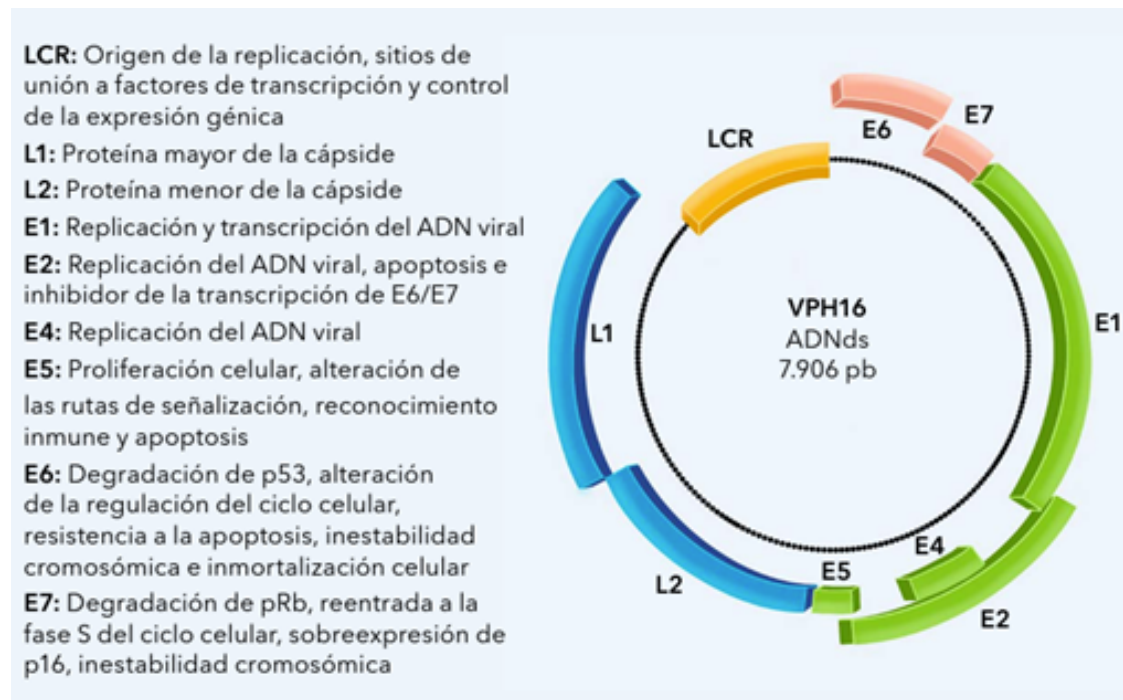 LCR: Origen de la replicación, sitios de
unión a factores de transcripción y control
de la expresión génica
L1: Proteína mayor de la cápside
L2: Proteína menor de la cápside
E1: Replicación y transcripción del ADN viral
E2: Replicación del ADN viral, apoptosis e
inhibidor de la transcripción de E6/E7
E4: Replicación del ADN viral
E5: Proliferación celular, alteración de
las rutas de señalización, reconocimiento
inmune y apoptosis
E6: Degradación de p53, alteración
de la regulación del ciclo celular,
resistencia a la apoptosis, inestabilidad
cromosómica e inmortalización celular
E7: Degradación de pRb, reentrada a la
fase S del ciclo celular, sobreexpresión de
p16, inestabilidad cromosómica
E7
E6
LCR
VPH16
ADNds
7.906 pb
E1
L1
E4
E5
L2
E2